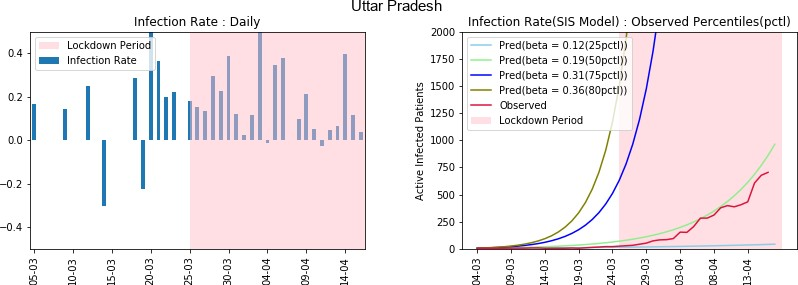 Uttar Pradesh
Infection Rate : Daily
Lockdown Period
Infection Rate
0.4
0.2
0.0
−0.2
−0.4
05-03
10-03
15-03
20-03
25-03
30-03
04-04
09-04
14-04
Infection Rate(SIS Model) : Observed Percentiles(pctl)
Pred(beta = 0.12(25pctl))
Pred(beta = 0.19(50pctl))
Pred(beta = 0.31(75pctl))
Pred(beta = 0.36(80pctl))
Observed
Lockdown Period
Active Infected Patients
2000
1750
1500
1250
1000
750
500
250
0
04-03
09-03
14-03
19-03
24-03
29-03
03-04
08-04
13-04